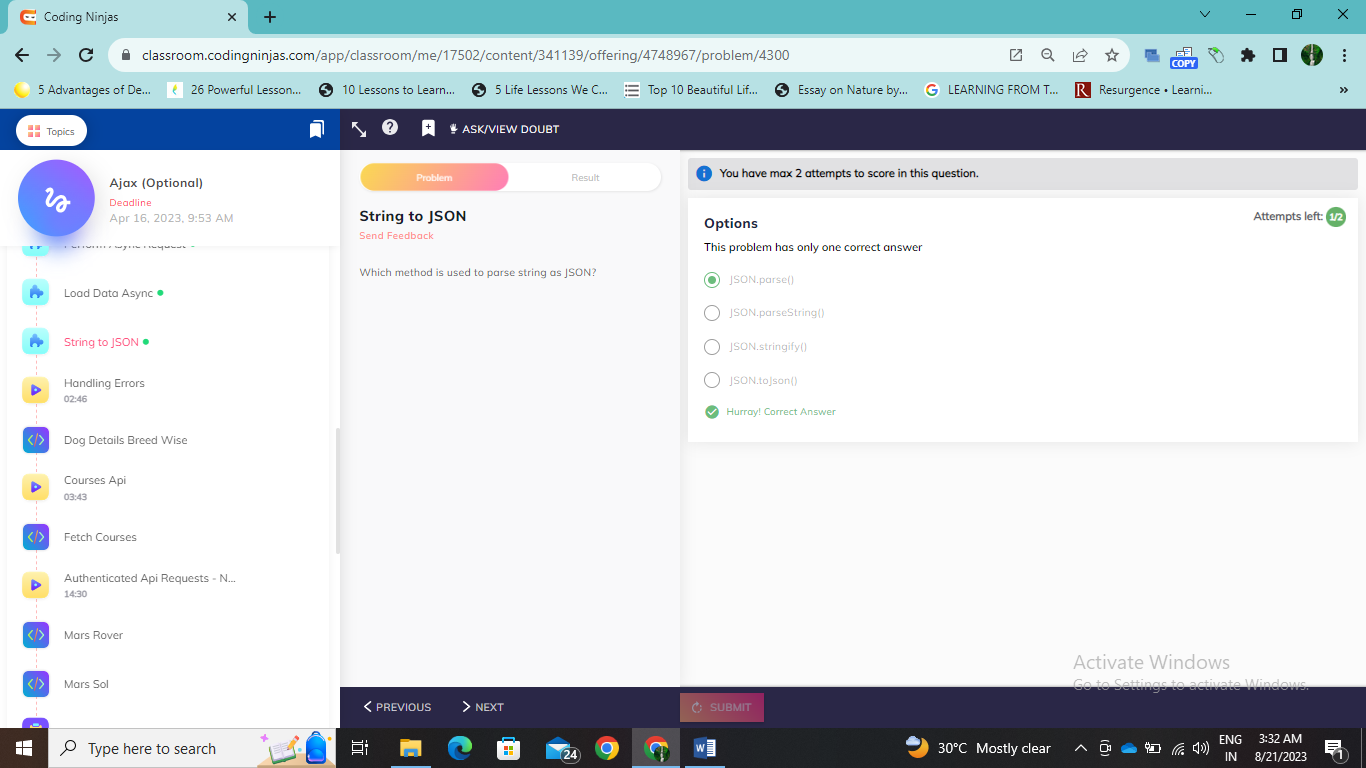 Coding Ninjas
classroom.codingninjas.com/app/classroom/me/17502/content/341139/offering/4748967/problem/4300
COPY
5 Advantages of De...
26 Powerful Lesson...
10 Lessons to Learn...
5 Life Lessons We C...
Top 10 Beautiful Lif...
Essay on Nature by...
LEARNING FROM T...
Resurgence • Learni...
»
Topics
ASK/VIEW DOUBT
Ajax (Optional)
Deadline
Apr 16, 2023, 9:53 AM
Perform Async Request
Load Data Async
String to JSON
Handling Errors
02:46
Dog Details Breed Wise
Courses Api
03:43
Fetch Courses
Authenticated Api Requests - N...
14:30
Mars Rover
Mars Sol
Problem
Result
String to JSON
Send Feedback
Which method is used to parse string as JSON?
You have max 2 attempts to score in this question.
Options
Attempts left: 1/2
This problem has only one correct answer
JSON.parse()
JSON.parseString()
JSON.stringify()
JSON.toJson()
Hurray! Correct Answer
Activate Windows
Go to Settings to activate Windows.
PREVIOUS
NEXT
SUBMIT
Type here to search
24
30°C Mostly clear
ENG
IN
3:32 AM
8/21/2023
1